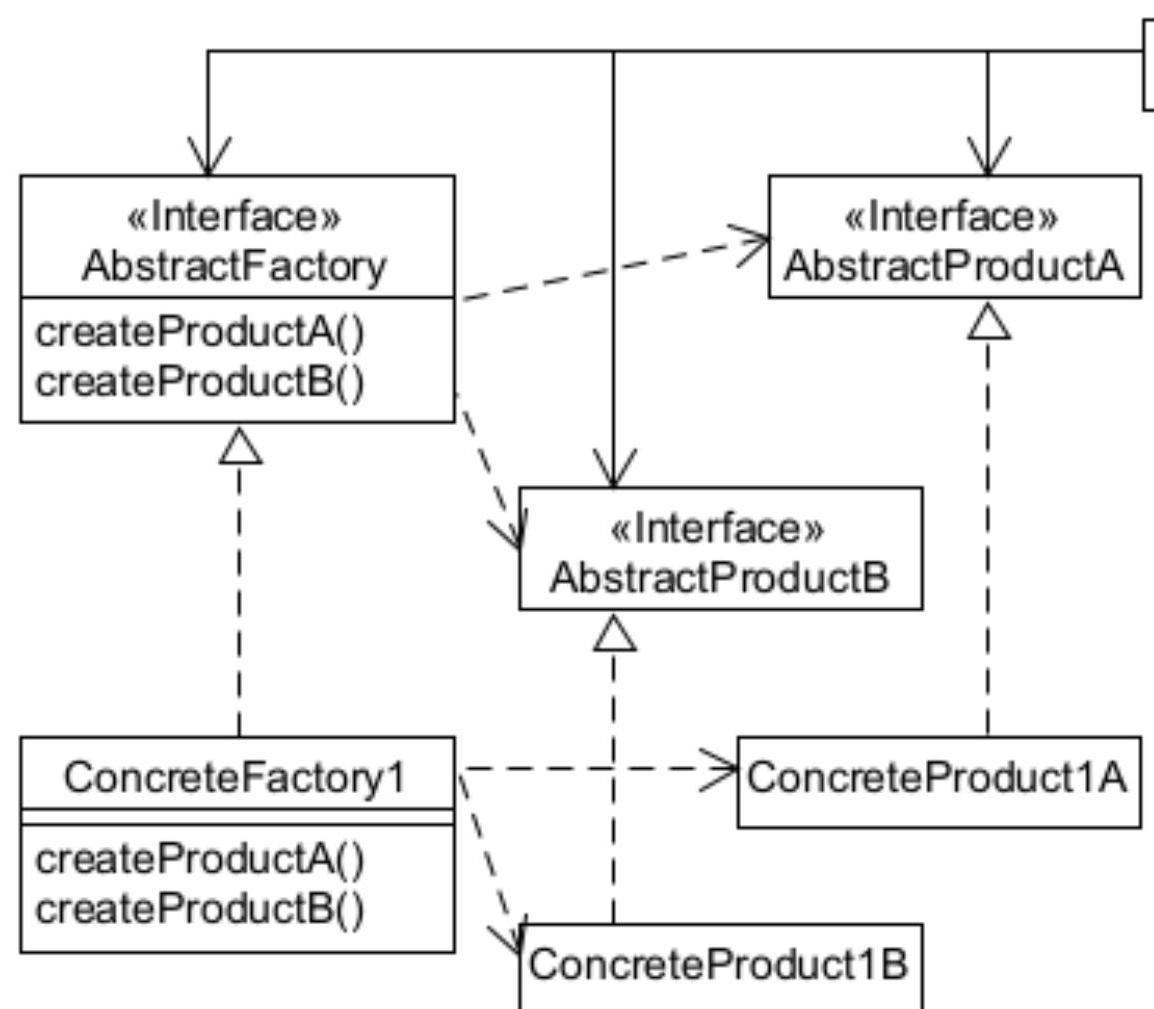 «Interface»
AbstractFactory
createProductA()
createProductB()
«Interface»
AbstractProductA
«Interface»
AbstractProductB
ConcreteFactory1
createProductA()
createProductB()
ConcreteProduct1A
ConcreteProduct1B